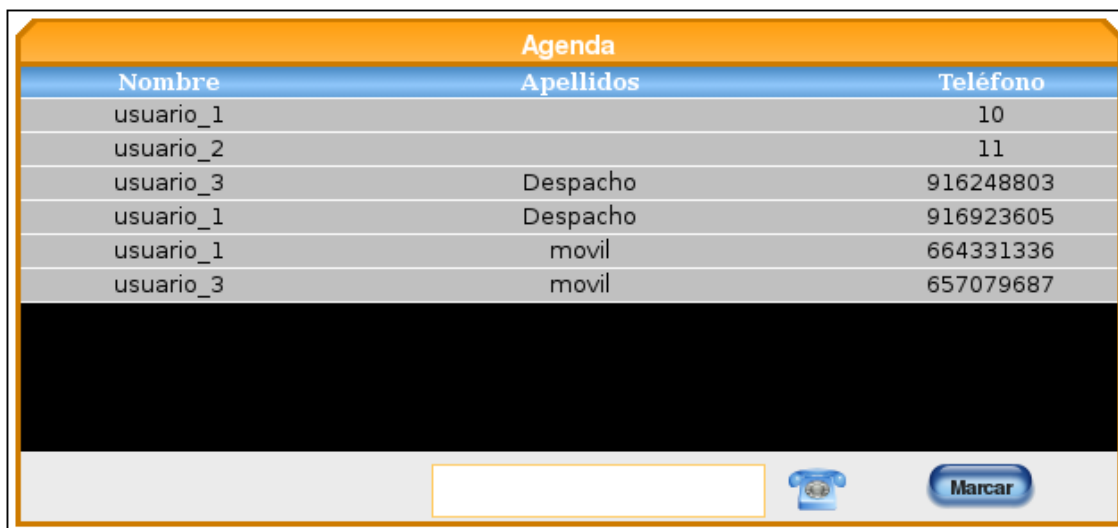 Agenda
Nombre Apellidos Teléfono
usuario_1 10
usuario_2 11
usuario_3 Despacho 916248803
usuario_1 Despacho 916923605
usuario_1 movil 664331336
usuario_3 movil 657079687
Marcar